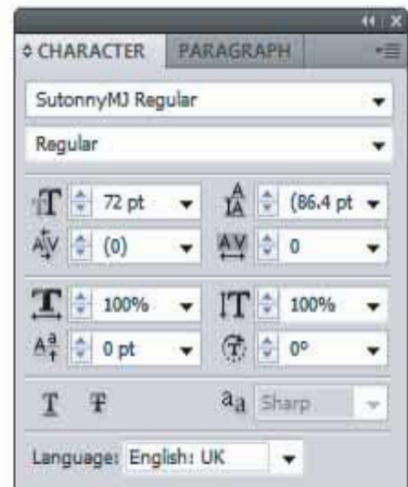 CHARACTER PARAGRAPH
SutonnyMJ Regular
Regular
72 pt (86.4 pt
(0) 0
100% 100%
0 pt 0°
Sharp
Language: English: UK